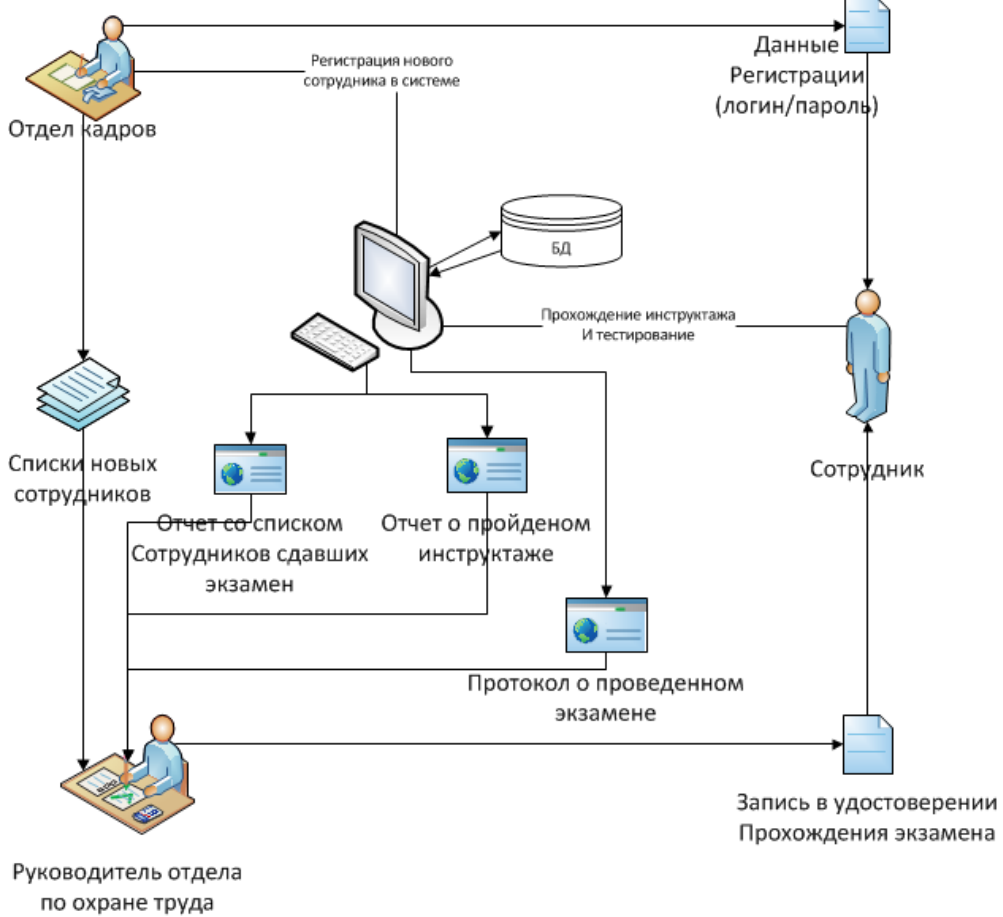 Данные
Регистрации
(логин/пароль)
Регистрация нового
сотрудника в системе
Отдел кадров
БД
Прохождение инструктажа
И тестирование
Списки новых
сотрудников
Сотрудник
Отчет со списком
Сотрудников сдавших
экзамен
Отчет о пройденом
инструктаже
Протокол о проведенном
экзамене
Запись в удостоверении
Прохождения экзамена
Руководитель отдела
по охране труда